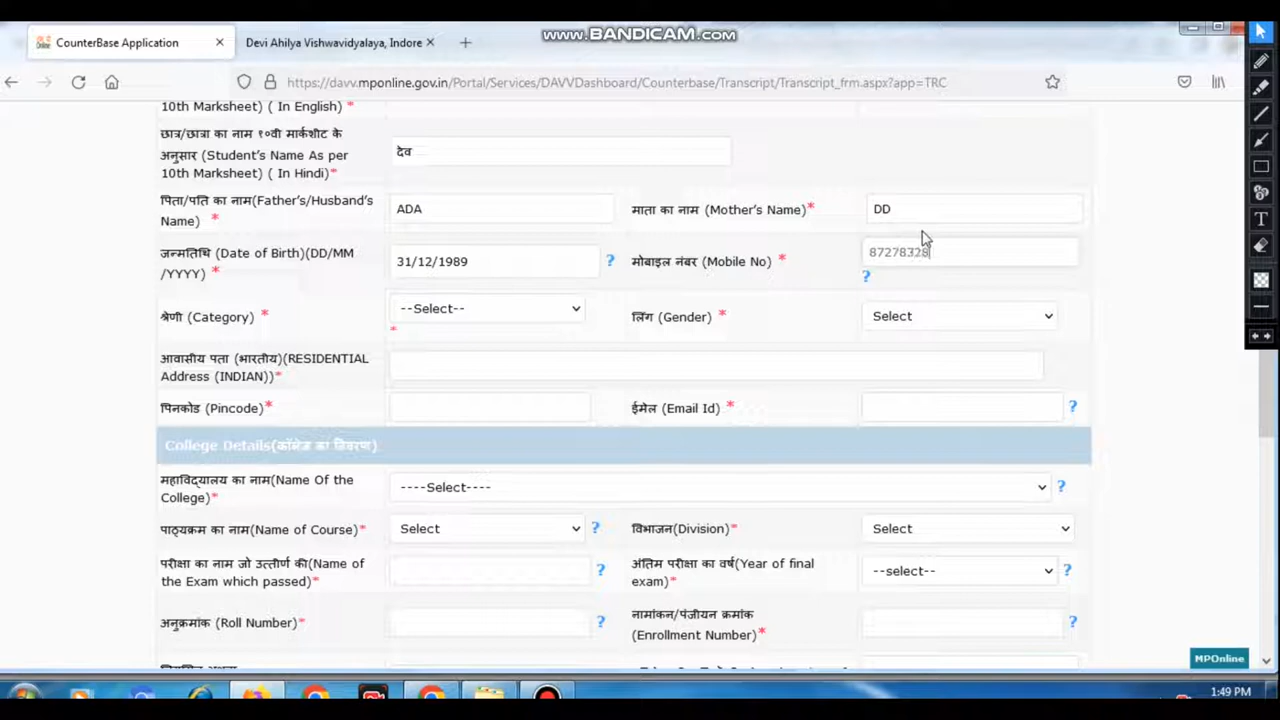 www.BANDICAM.com
CounterBase Application
Devi Ahilya Vishwavidyalaya, Indore
https://davv.mponline.gov.in/Portal/Services/DAVVDashboard/Counterbase/Transcript/Transcript_frm.aspx?app=TRC
10th Marksheet) ( In English) *
छात्र/छात्रा का नाम १०वी मार्कशीट के
अनुसार (Student's Name As per
10th Marksheet) ( In Hindi)*
देव
पिता/पति का नाम(Father's/Husband's
Name) *
ADA
माता का नाम (Mother's Name)*
DD
जन्मतिथि (Date of Birth)(DD/MM
/YYYY) *
31/12/1989
?
मोबाइल नंबर (Mobile No) *
87278328
?
श्रेणी (Category) *
--Select--
*
लिंग (Gender) *
Select
आवासीय पता (भारतीय)(RESIDENTIAL
Address (INDIAN))*
पिनकोड (Pincode)*
ईमेल (Email Id) *
?
College Details(कॉलेज का विवरण)
महाविद्यालय का नाम(Name Of the
College)*
----Select----
?
पाठ्यक्रम का नाम(Name of Course)*
Select
?
विभाजन(Division)*
Select
परीक्षा का नाम जो उत्तीर्ण की(Name of
the Exam which passed)*
?
अंतिम परीक्षा का वर्ष(Year of final
exam)*
--select--
?
अनुक्रमांक (Roll Number)*
?
नामांकन/पंजीयन क्रमांक
(Enrollment Number)*
?
MPOnline
1:49 PM